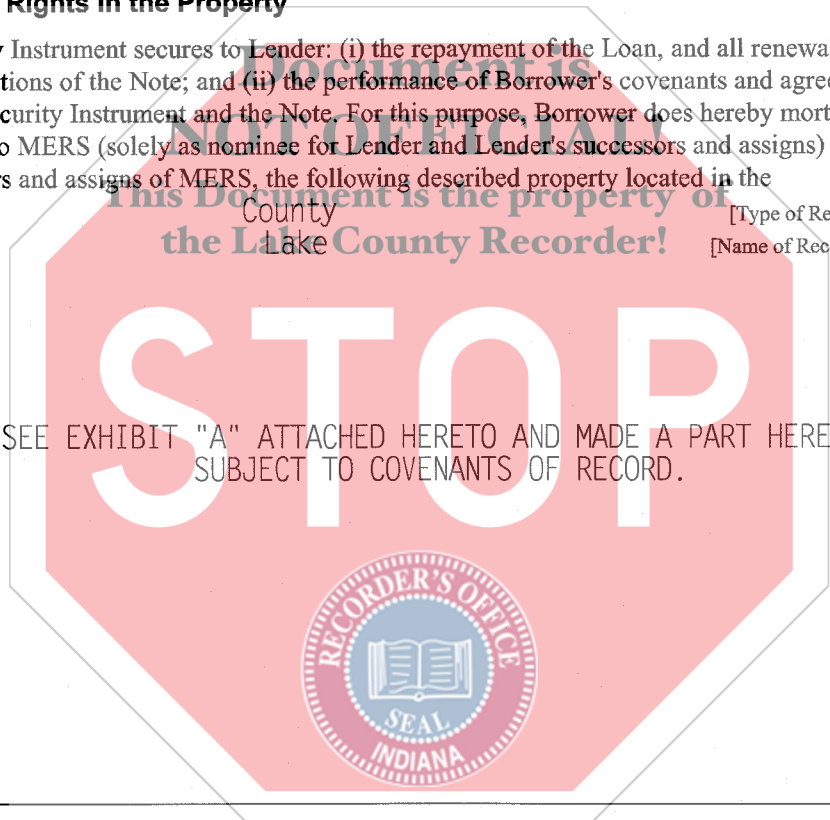 Rights in the Property
Instrument secures to Lender: (i) the repayment of the Loan, and all
tions of the Note; and (ii) the performance of Borrower's covenants and
curity Instrument and the Note. For this purpose, Borrower does hereby
MERS (solely as nominee for Lender and Lender's successors and assigns)
s and assigns of MERS, the following described property located in the
County [Type of Re
Lake [Name of Rec
Document is
NOT OFFICIAL!
This Document is the property of
the Lake County Recorder!
STOP
SEE EXHIBIT "A" ATTACHED HERETO AND MADE A PART HERE
SUBJECT TO COVENANTS OF RECORD.
RECORDER'S OFFICE
SEAL
INDIANA